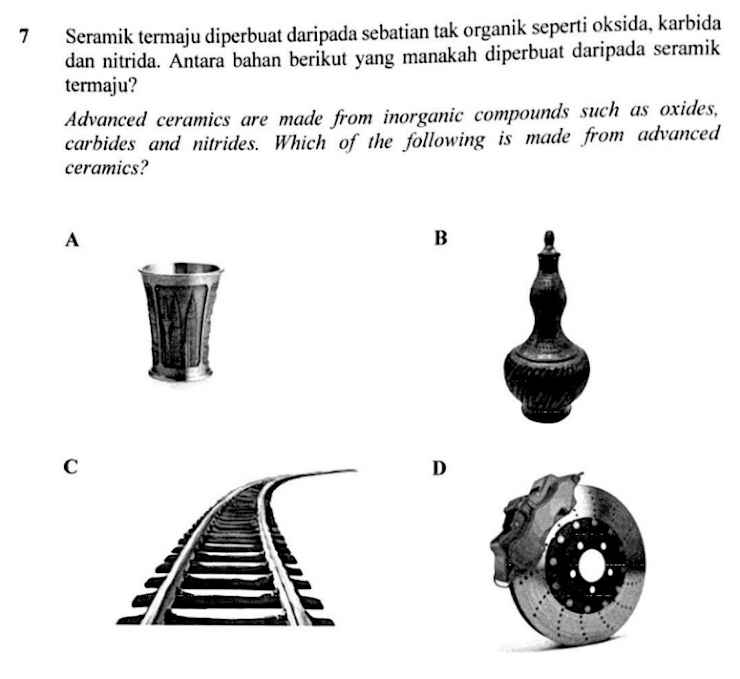 7 Seramik termaju diperbuat daripada sebatian tak organik seperti oksida, karbida
dan nitrida. Antara bahan berikut yang manakah diperbuat daripada seramik
termaju?
Advanced ceramics are made from inorganic compounds such as oxides,
carbides and nitrides. Which of the following is made from advanced
ceramics?
A
B
C
D